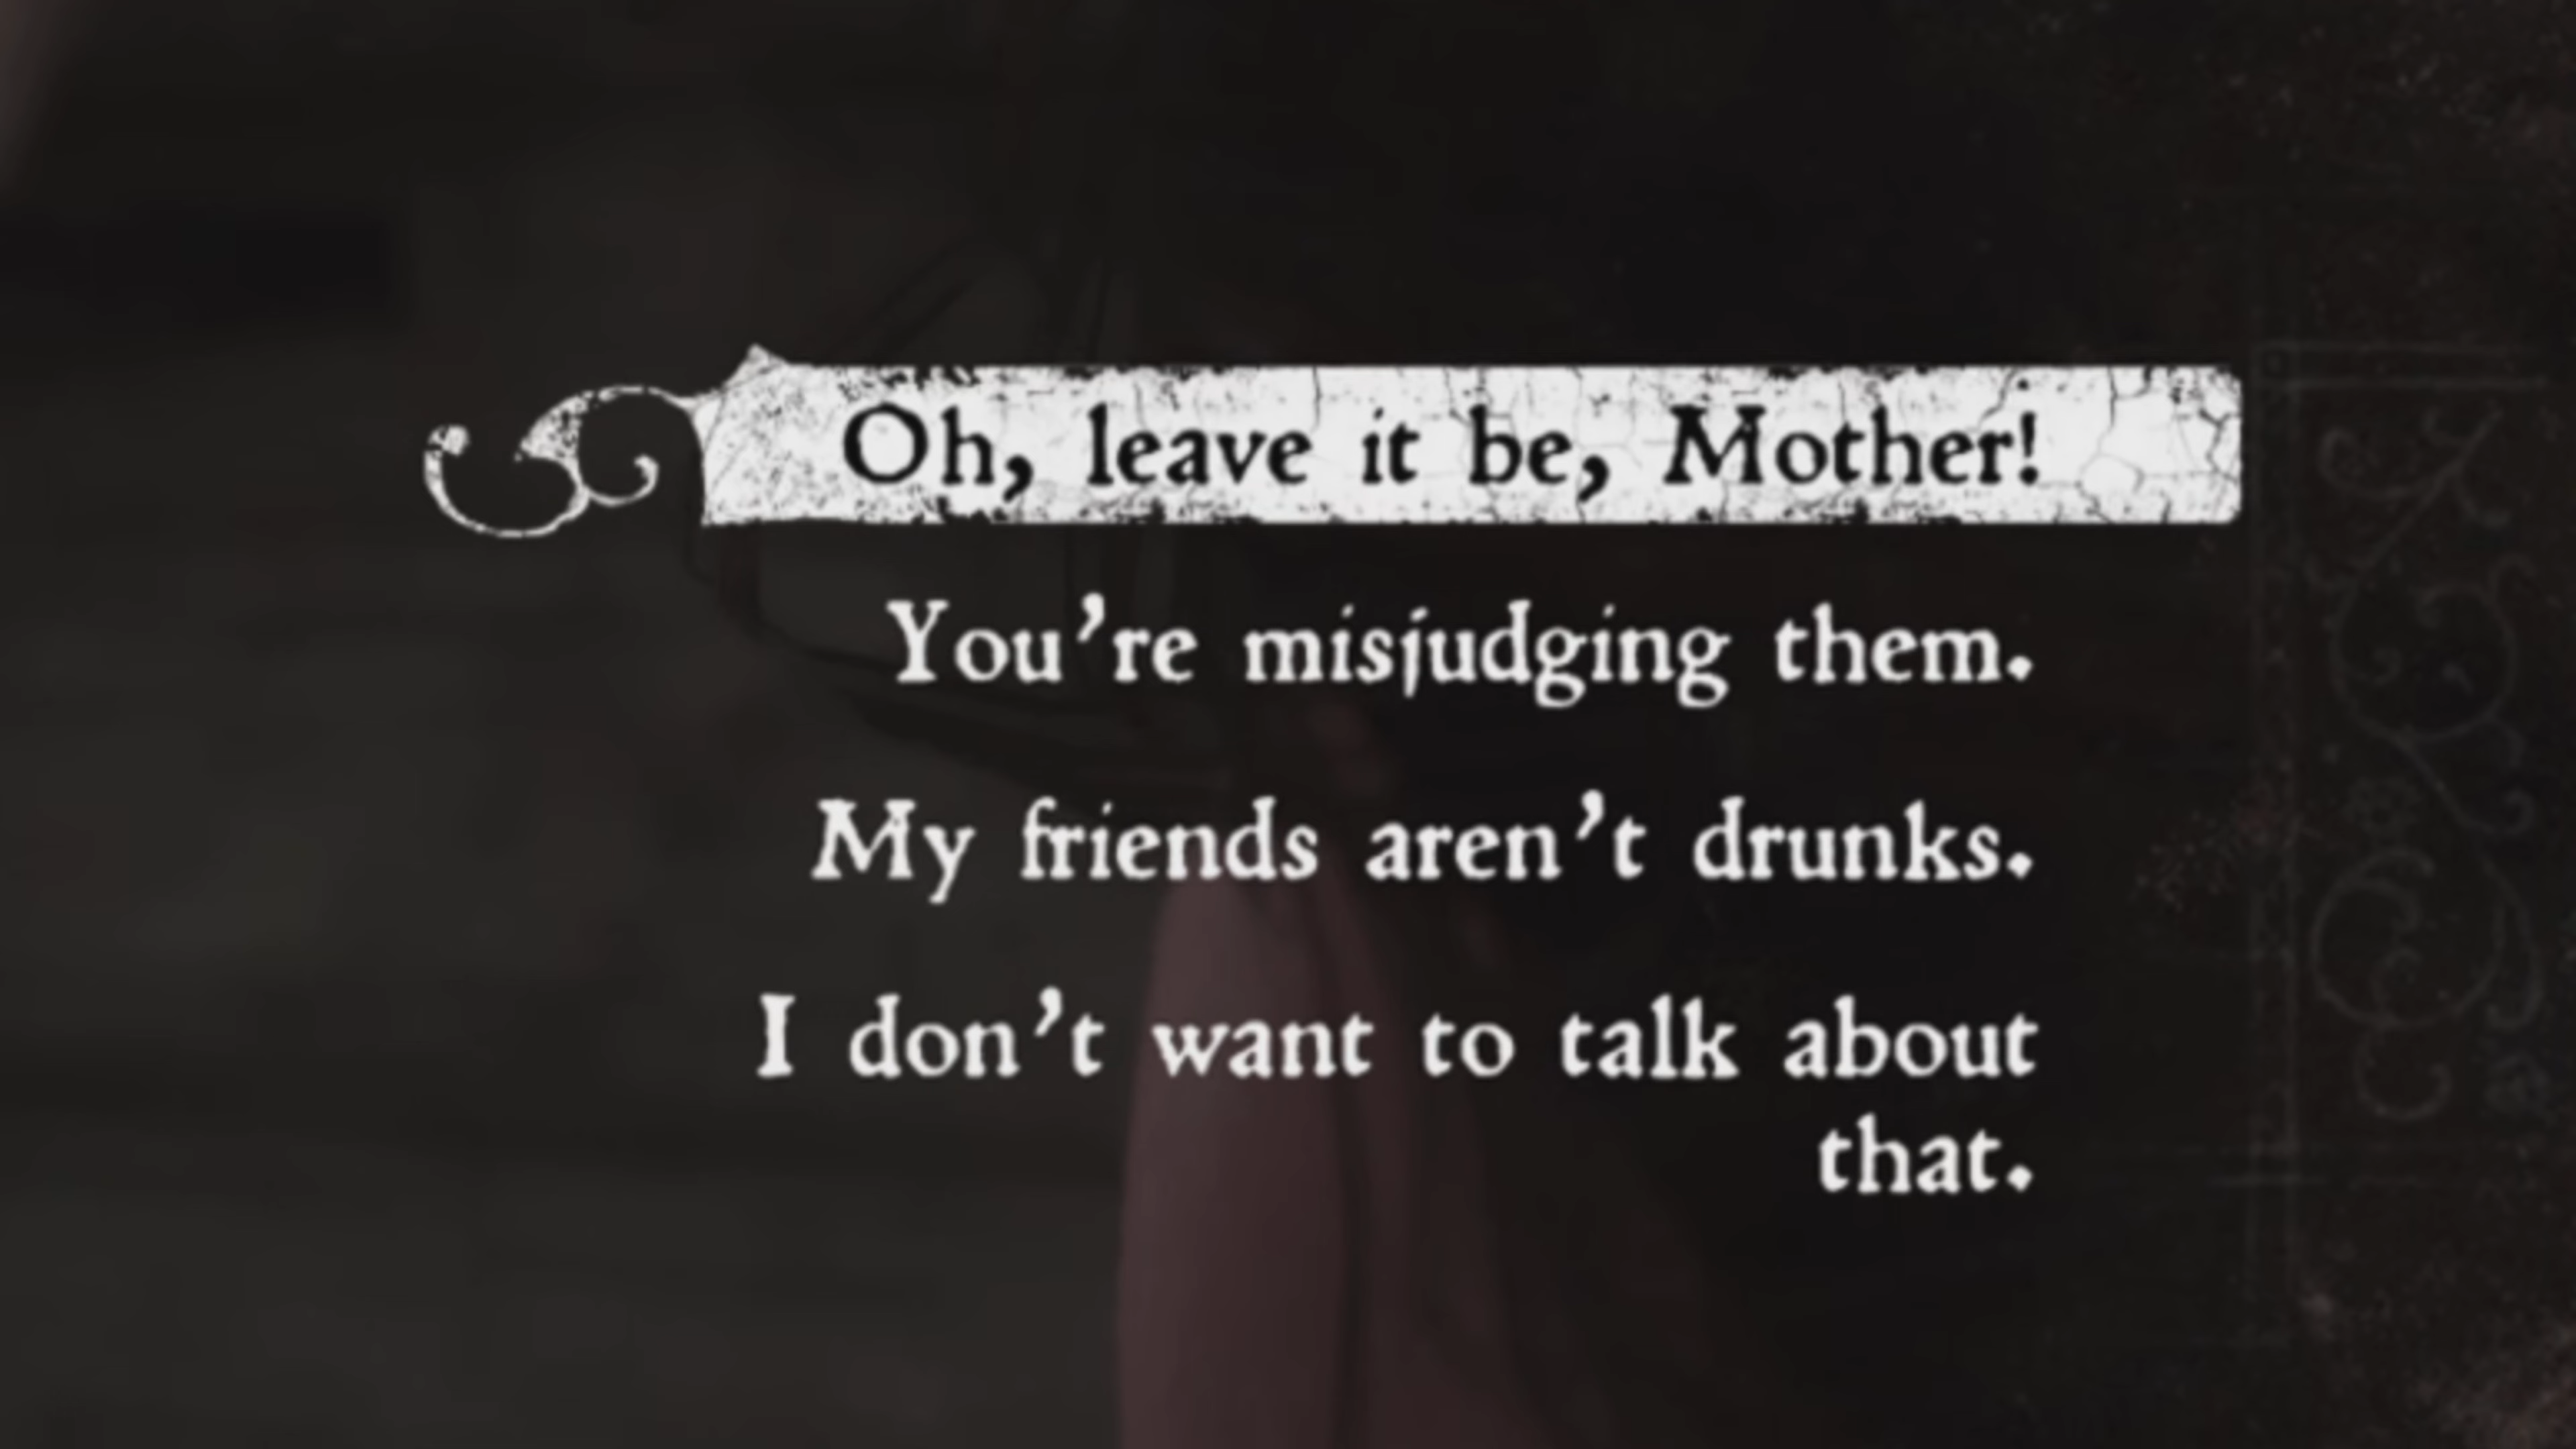 Oh, leave it be, Mother!
You're misjudging them.
My friends aren't drunks.
I don't want to talk about
that.